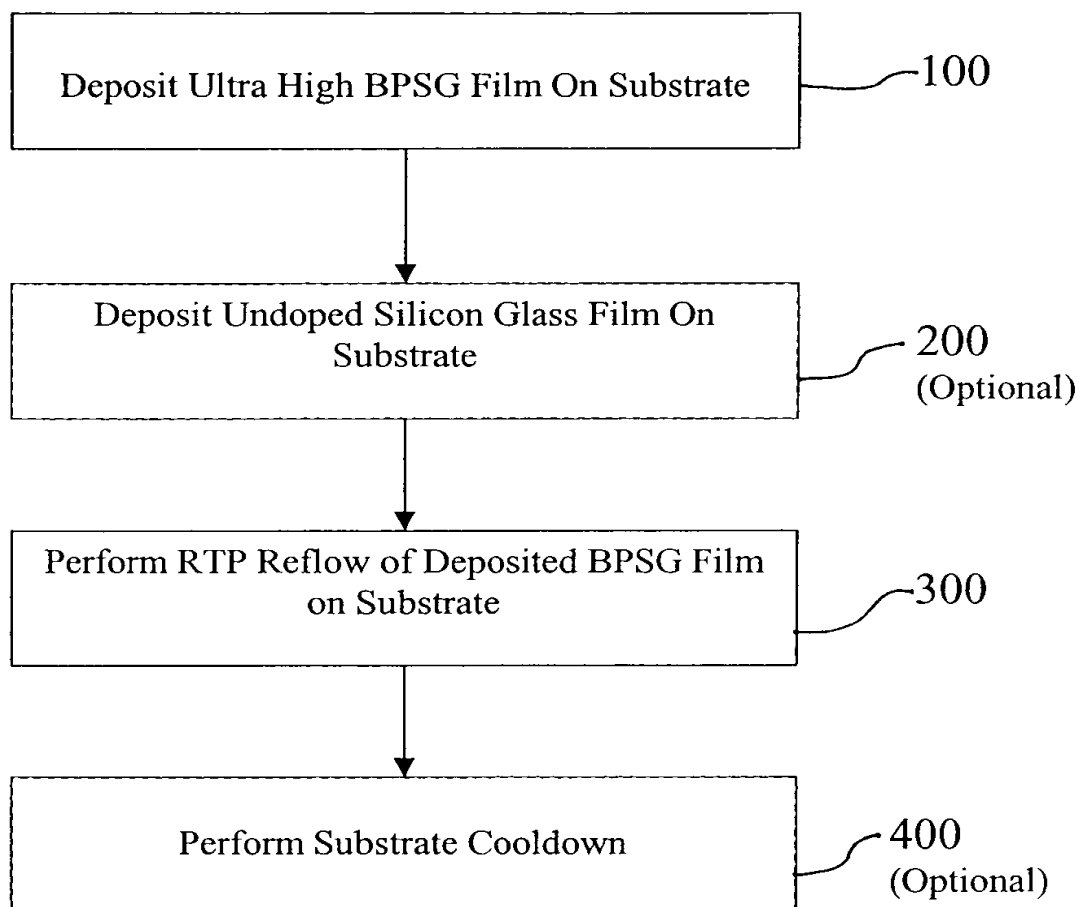 Deposit Ultra High BPSG Film On Substrate
100
Deposit Undoped Silicon Glass Film On
Substrate
200
(Optional)
Perform RTP Reflow of Deposited BPSG Film
on Substrate
300
Perform Substrate Cooldown
400
(Optional)